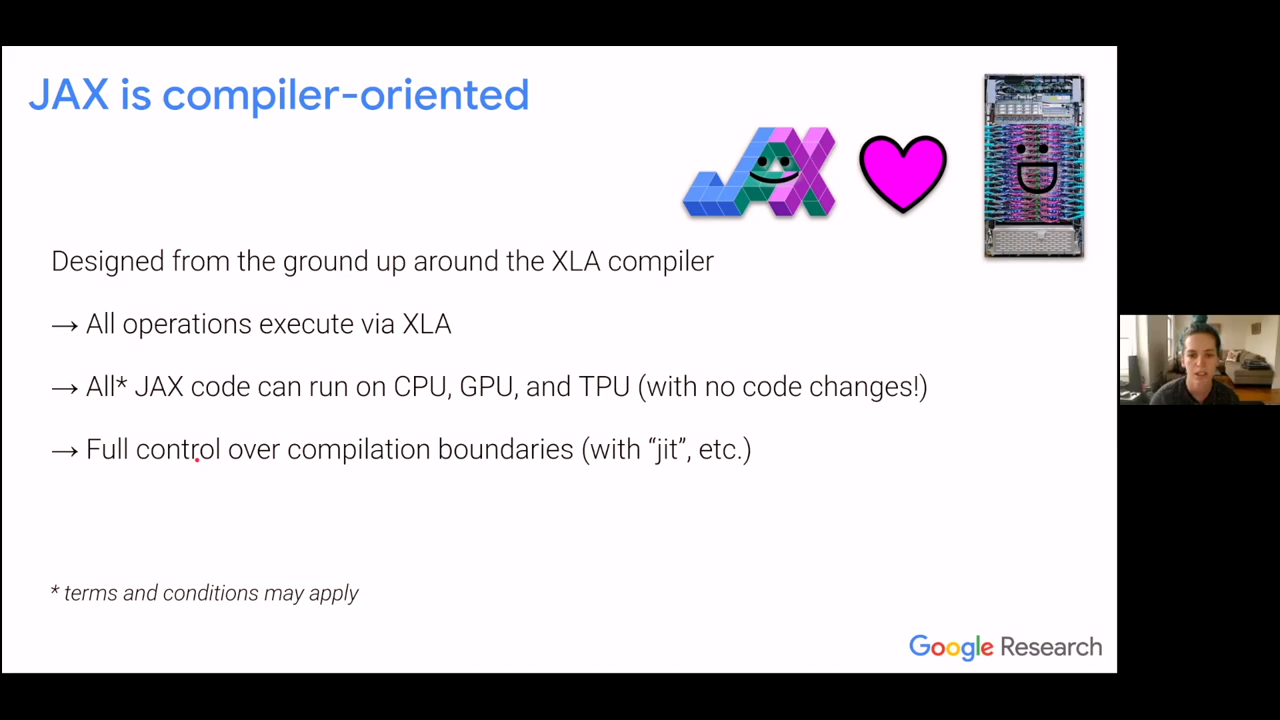 JAX is compiler-oriented
JAX
Designed from the ground up around the XLA compiler
→ All operations execute via XLA
→ All* JAX code can run on CPU, GPU, and TPU (with no code changes!)
→ Full control over compilation boundaries (with “jit”, etc.)
* terms and conditions may apply
Google Research